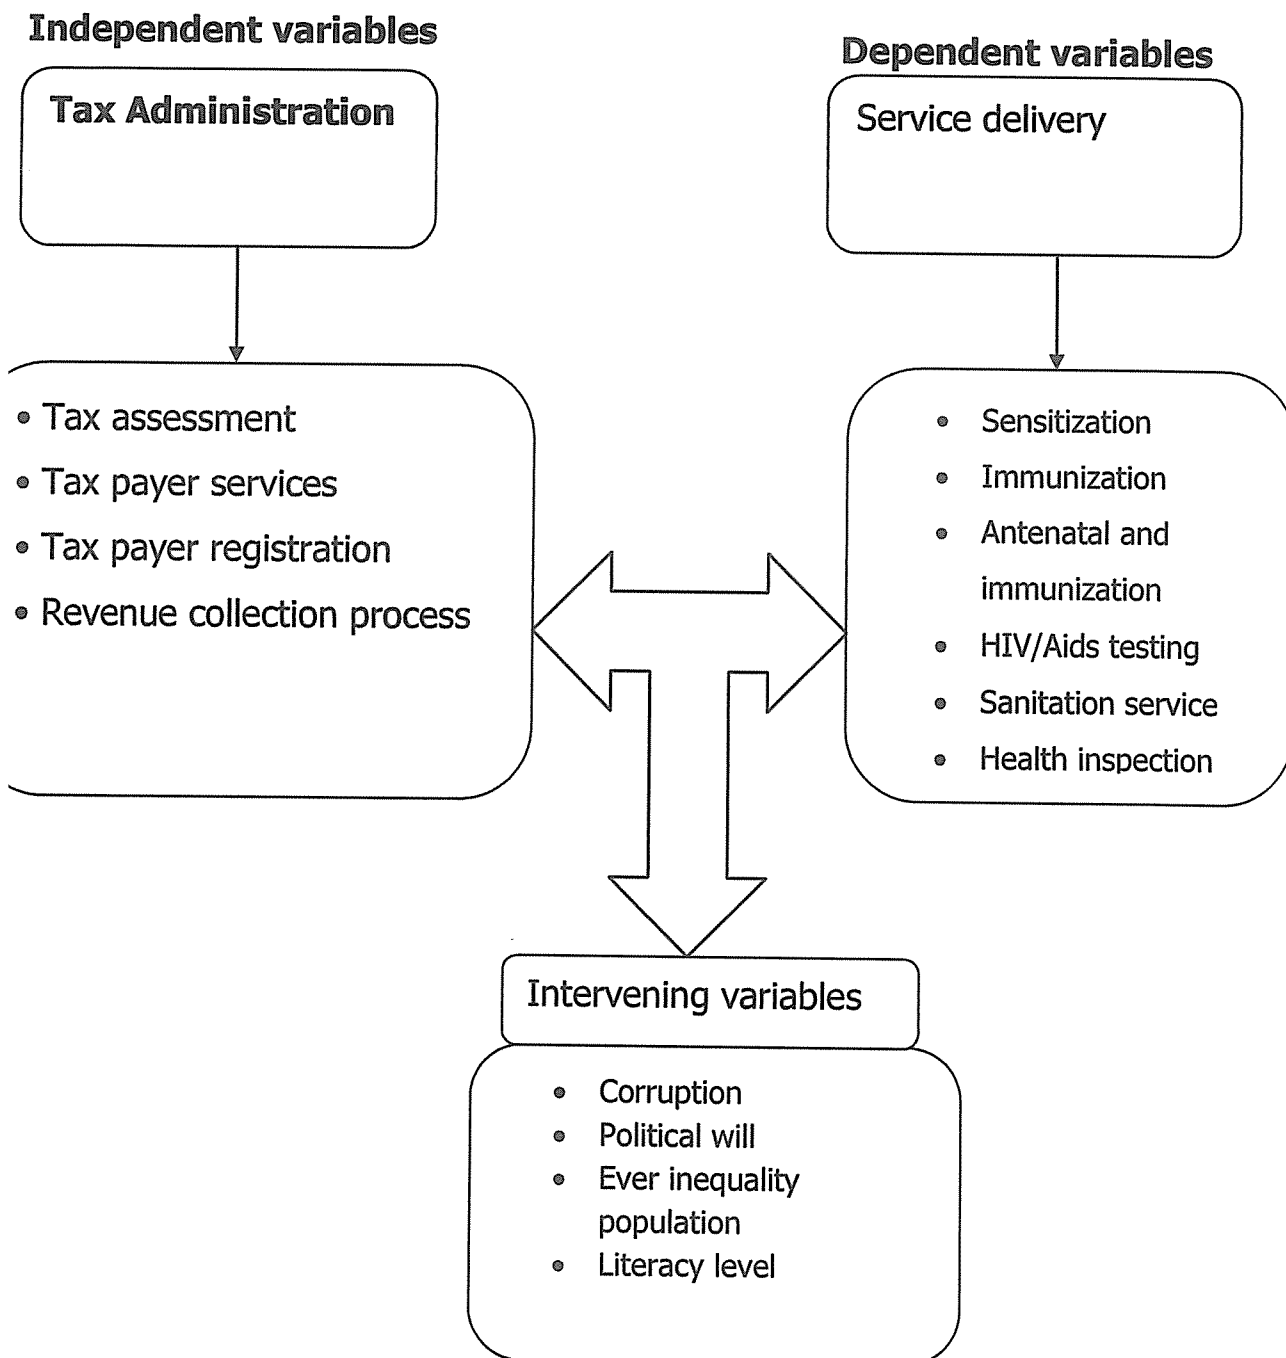 Independent variables
Tax Administration
Dependent variables
Service delivery
• Tax assessment
• Tax payer services
• Tax payer registration
• Revenue collection process
• Sensitization
• Immunization
• Antenatal and
immunization
• HIV/Aids testing
• Sanitation service
• Health inspection
Intervening variables
• Corruption
• Political will
• Ever inequality
population
• Literacy level